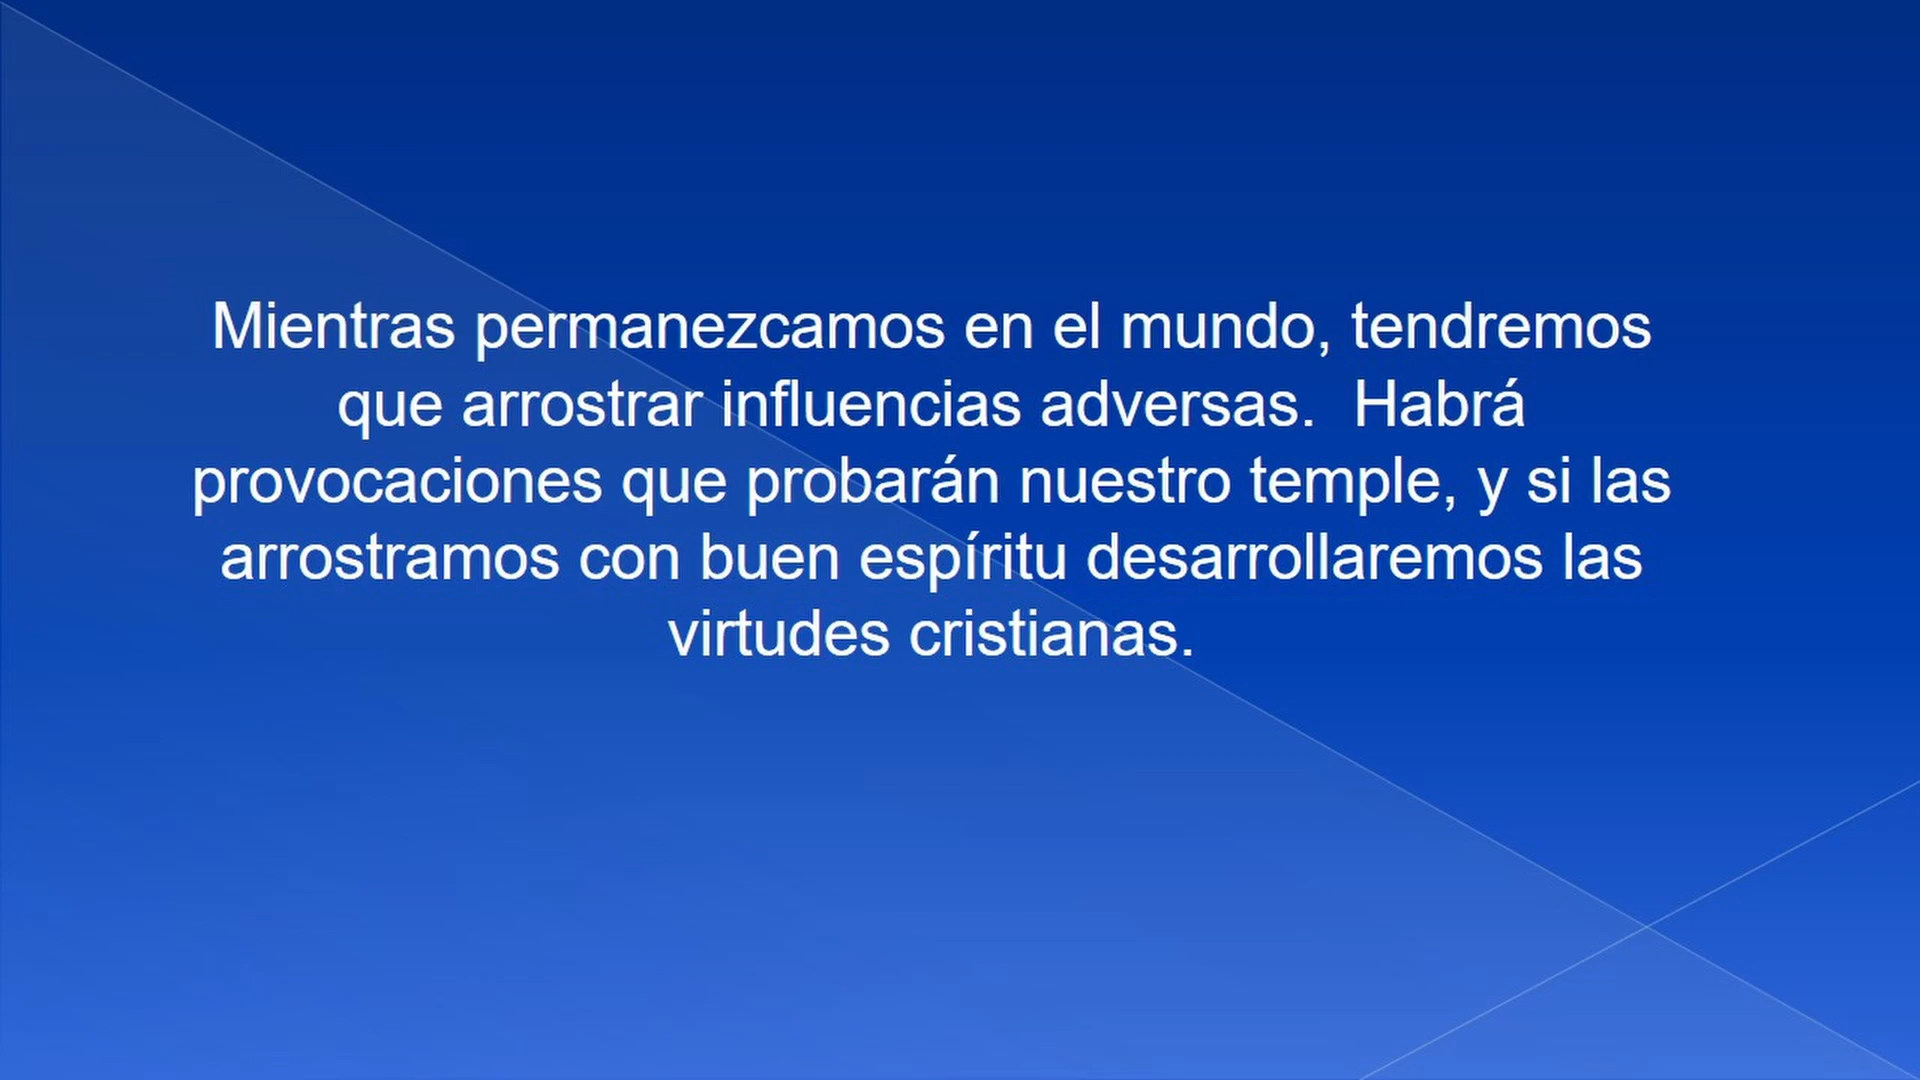 Mientras permanezcamos en el mundo, tendremos
que arrostrar influencias adversas.  Habrá
provocaciones que probarán nuestro temple, y si las
arrostramos con buen espíritu desarrollaremos las
virtudes cristianas.